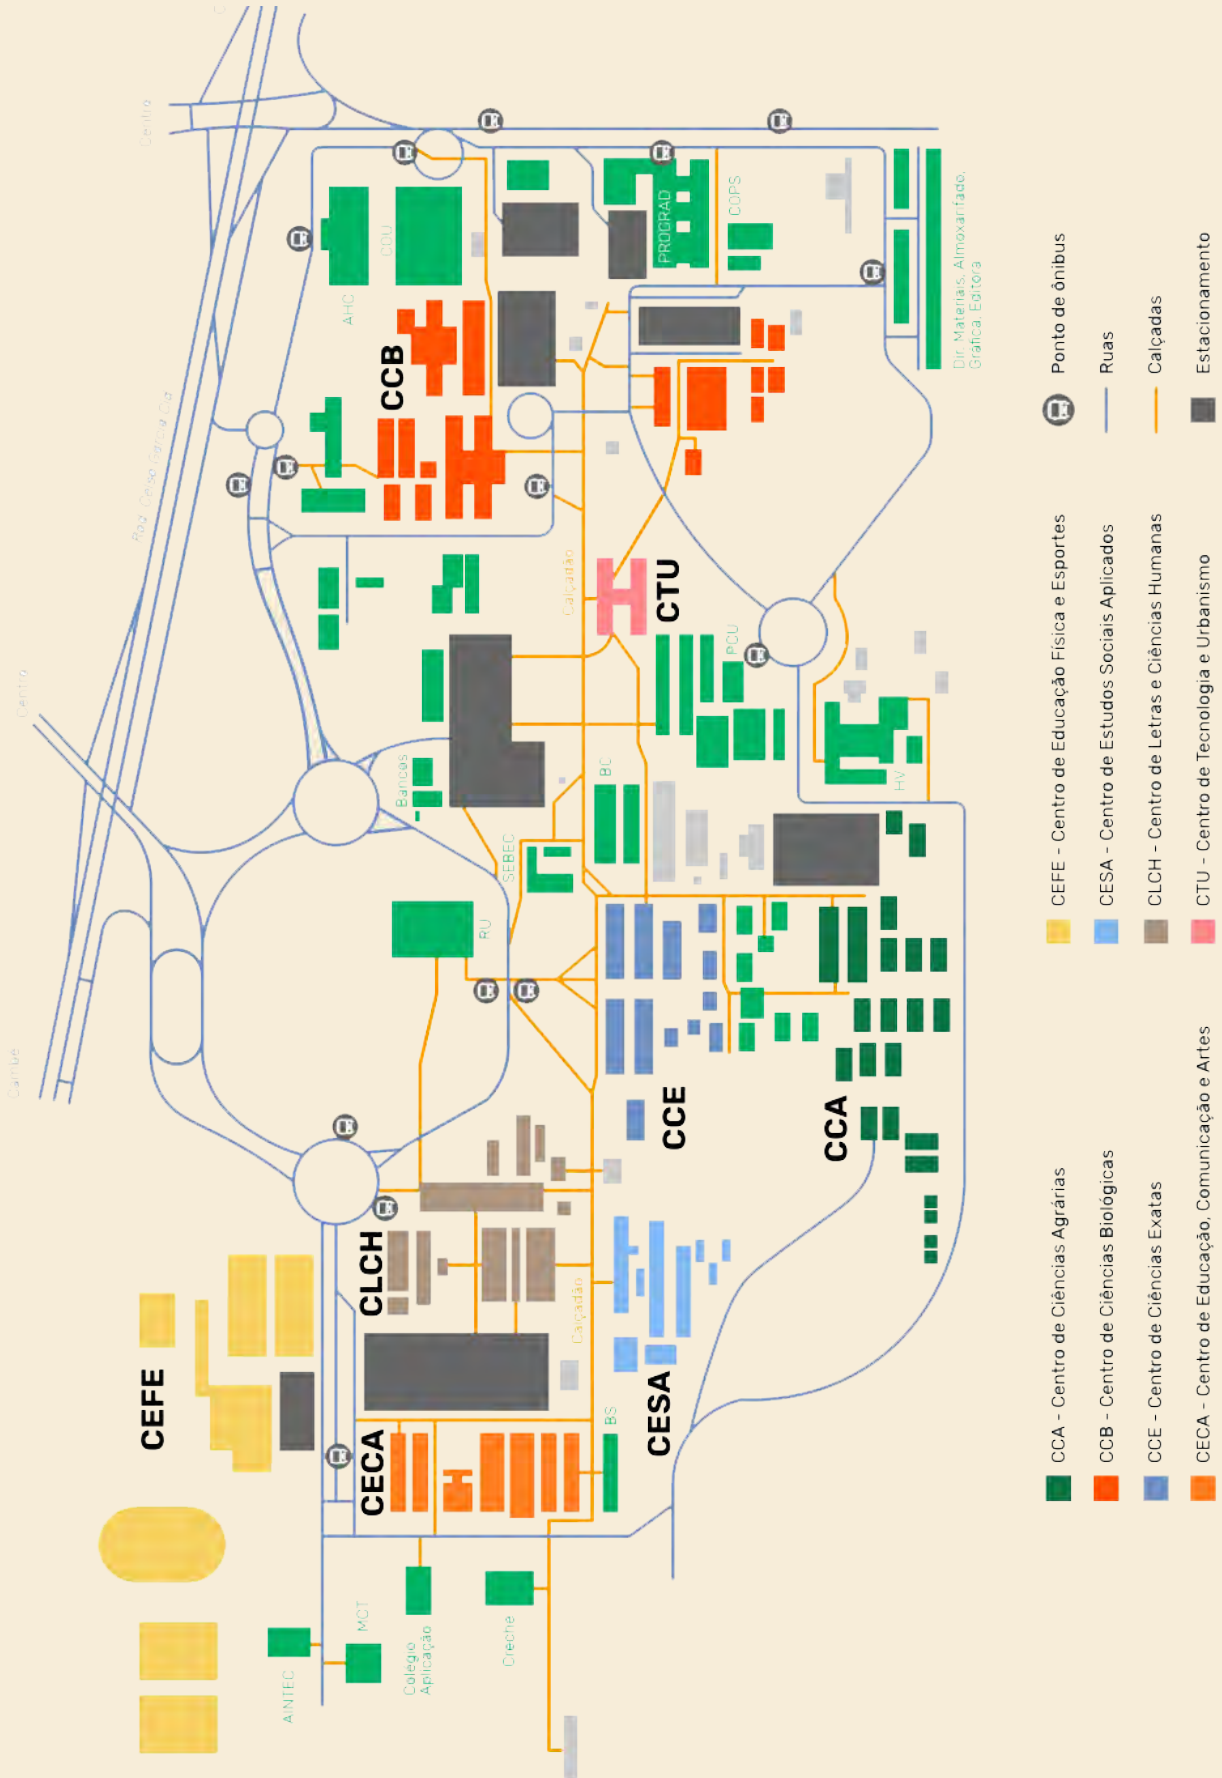 Centro
Centro
Cambé
Rod. Celso Garcia Cid
CEFE
AINTEC
MCT
Colégio
Aplicação
Creche
CECA
CLCH
Calçadão
BS
CESA
RU
SEBEC
Bancos
BC
CCE
CCA
Calçadão
CTU
PCU
HV
CCB
AHC
COU
PROGRAD
COPS
Dir. Materiais, Almoxarifado,
Gráfica, Editora
CCA - Centro de Ciências Agrárias
CCB - Centro de Ciências Biológicas
CCE - Centro de Ciências Exatas
CECA - Centro de Educação, Comunicação e Artes
CEFE - Centro de Educação Física e Esportes
CESA - Centro de Estudos Sociais Aplicados
CLCH - Centro de Letras e Ciências Humanas
CTU - Centro de Tecnologia e Urbanismo
Ponto de ônibus
Ruas
Calçadas
Estacionamento